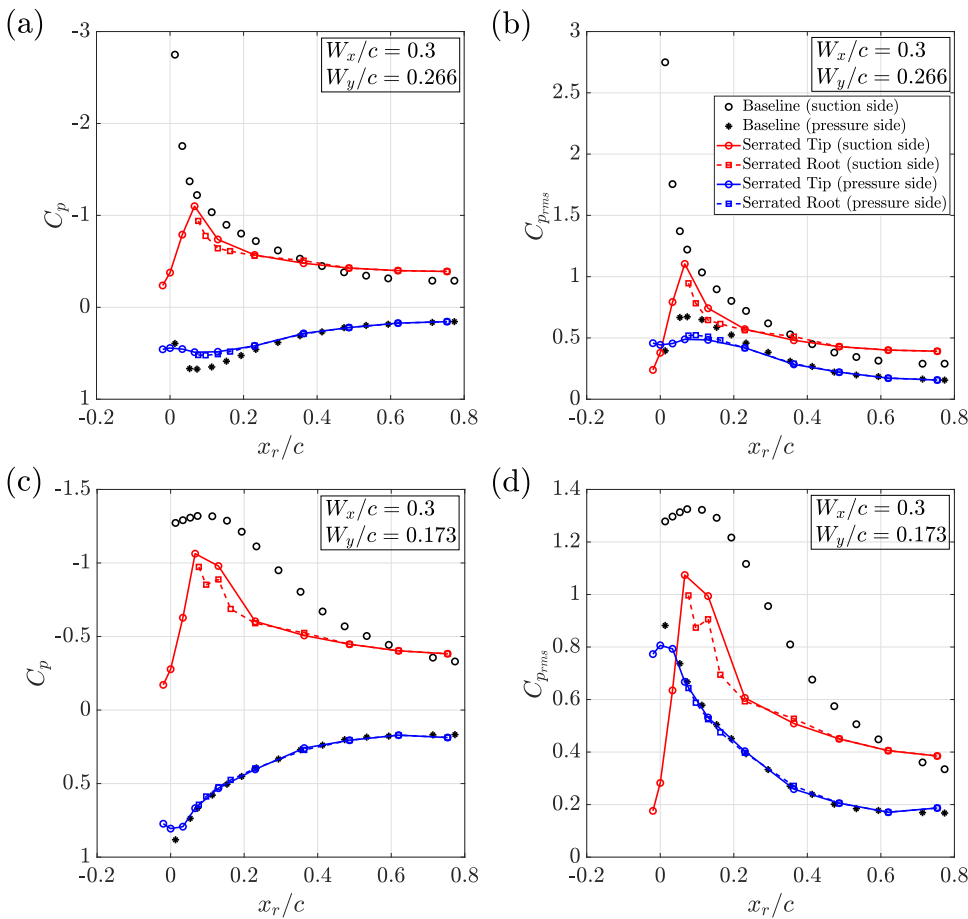 (a)
-3
-2
-1
0
1
C_p
W_x/c = 0.3
W_y/c = 0.266
-0.2 0 0.2 0.4 0.6 0.8
x_r/c
(b)
3
2.5
2
1.5
1
0.5
0
C_{p_{rms}}
W_x/c = 0.3
W_y/c = 0.266
Baseline (suction side)
Baseline (pressure side)
Serrated Tip (suction side)
Serrated Root (suction side)
Serrated Tip (pressure side)
Serrated Root (pressure side)
-0.2 0 0.2 0.4 0.6 0.8
x_r/c
(c)
-1.5
-1
-0.5
0
0.5
1
C_p
W_x/c = 0.3
W_y/c = 0.173
-0.2 0 0.2 0.4 0.6 0.8
x_r/c
(d)
1.4
1.2
1
0.8
0.6
0.4
0.2
0
C_{p_{rms}}
W_x/c = 0.3
W_y/c = 0.173
-0.2 0 0.2 0.4 0.6 0.8
x_r/c